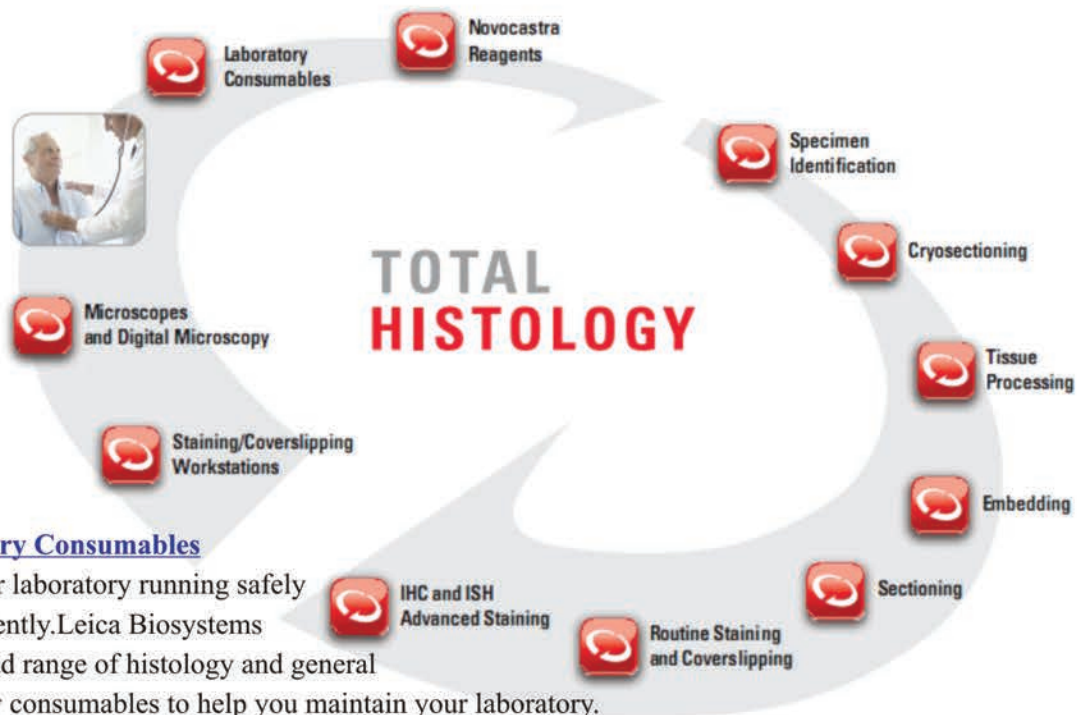 Novocastra
Reagents
Laboratory
Consumables
Specimen
Identification
Cryosectioning
TOTAL
HISTOLOGY
Microscopes
and Digital Microscopy
Tissue
Processing
Staining/Coverslipping
Workstations
Embedding
Consumables
laboratory running safely
Leica Biosystems
range of histology and general
consumables to help you maintain your laboratory.
Sectioning
IHC and ISH
Advanced Staining
Routine Staining
and Coverslipping